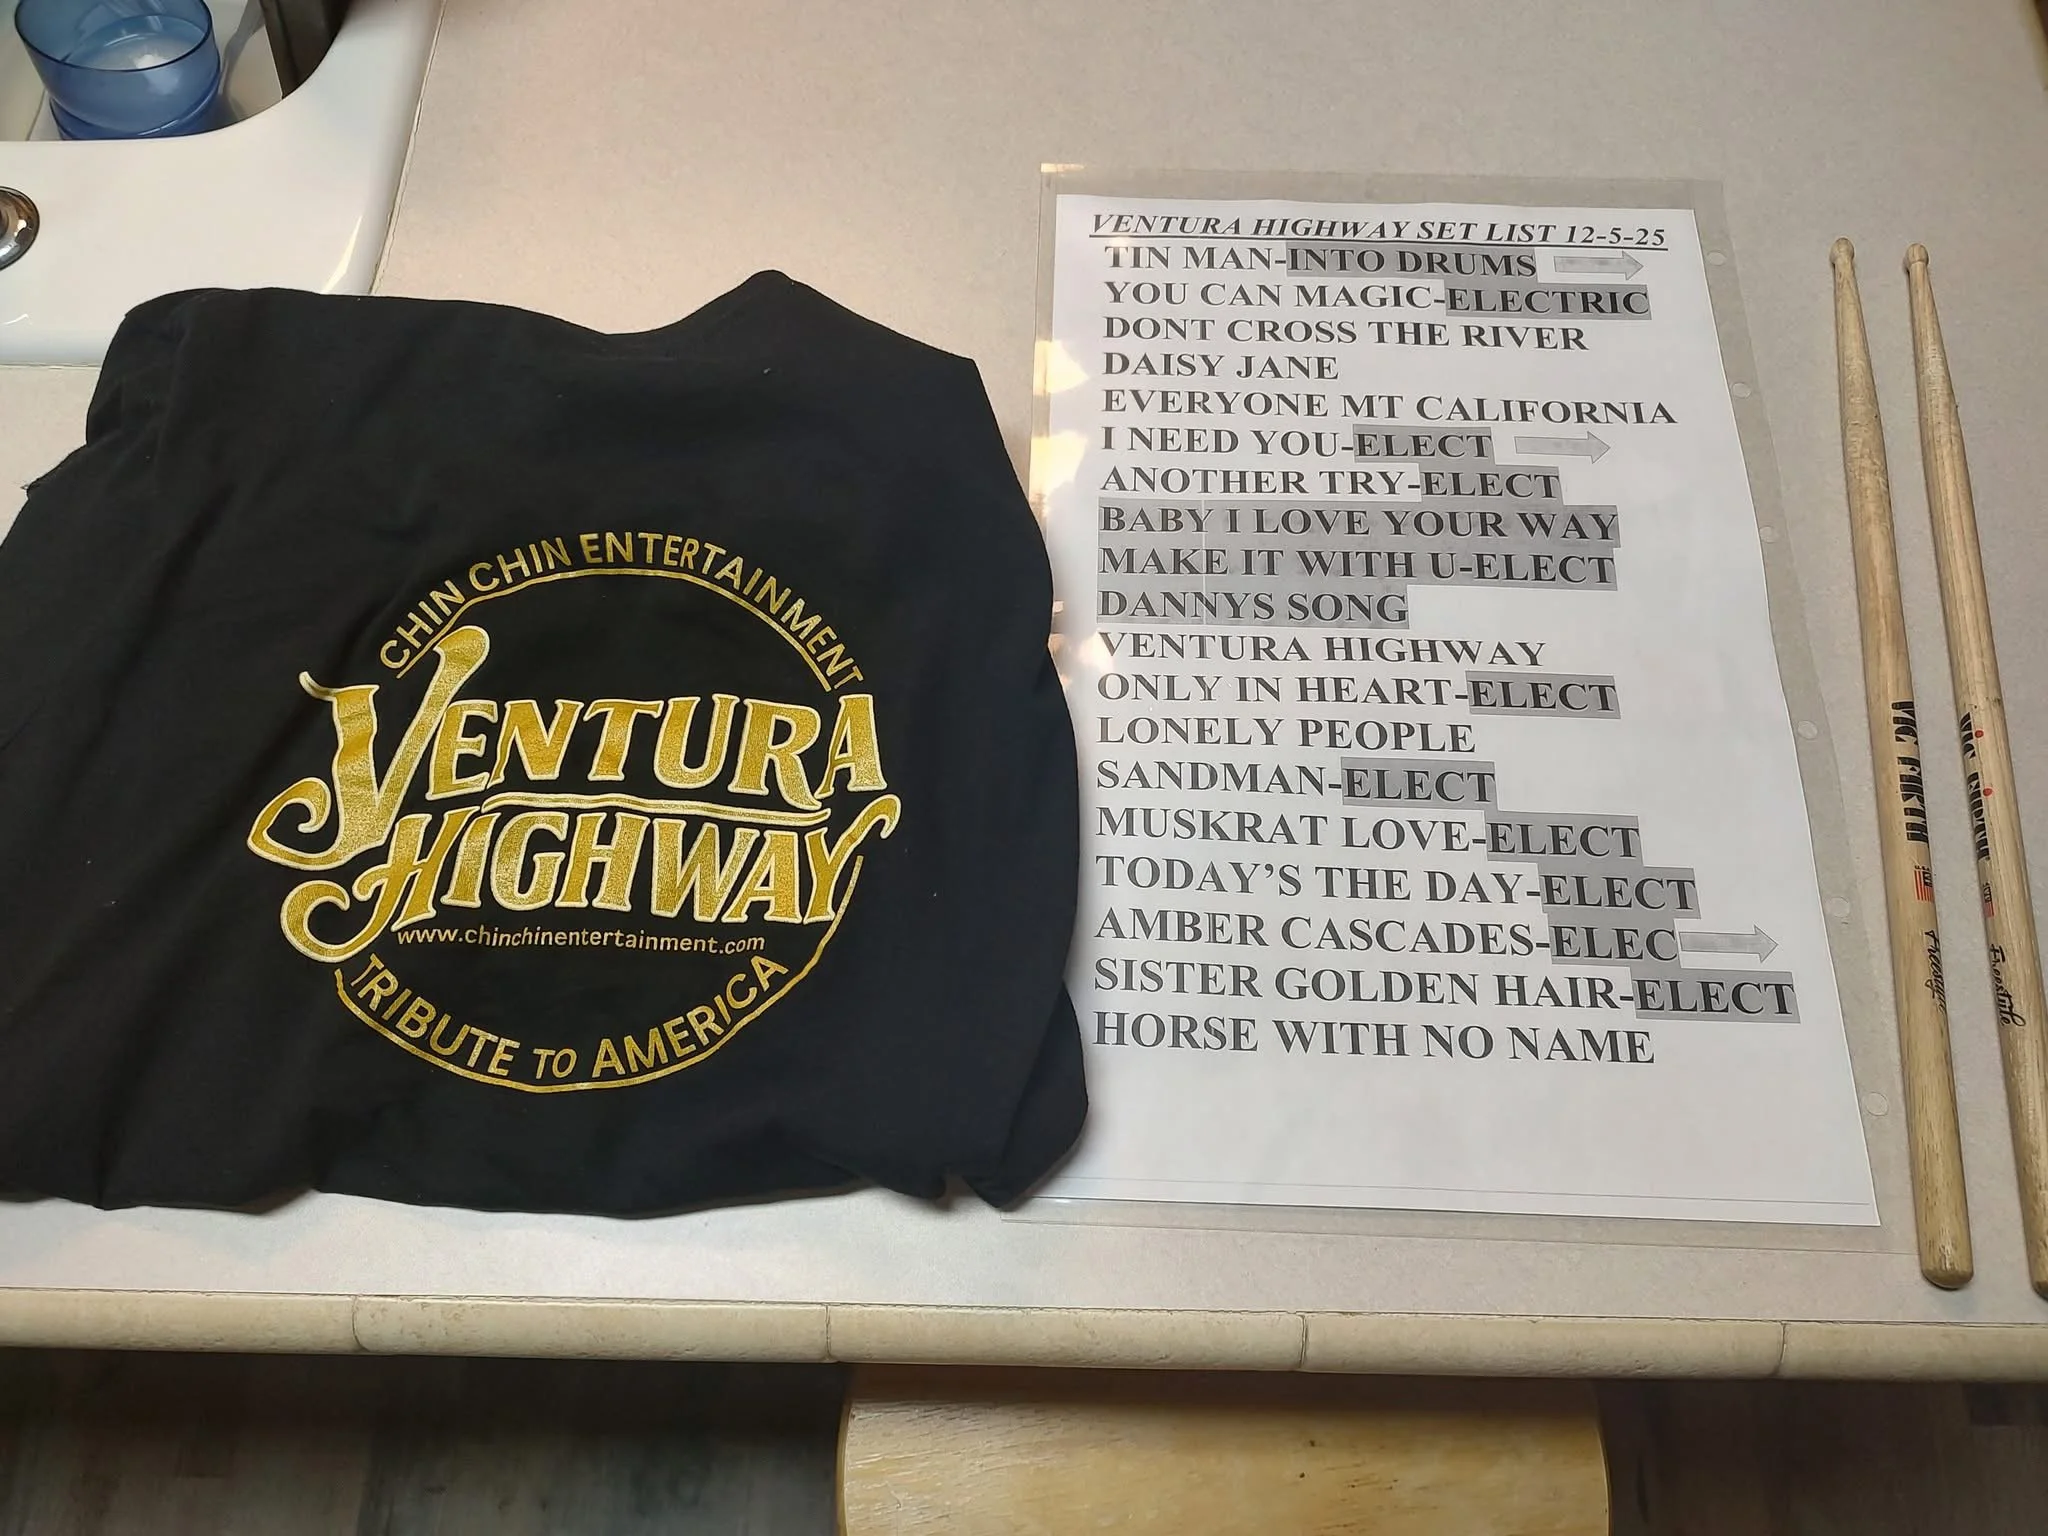 CHIN CHIN ENTERTAINMENT
VENTURA
HIGHWAY
www.chinchinentertainment.com
TRIBUTE TO AMERICA
VENTURA HIGHWAY SET LIST 12-5-25
TIN MAN-INTO DRUMS
YOU CAN MAGIC-ELECTRIC
DONT CROSS THE RIVER
DAISY JANE
EVERYONE MT CALIFORNIA
I NEED YOU-ELECT
ANOTHER TRY-ELECT
BABY I LOVE YOUR WAY
MAKE IT WITH U-ELECT
DANNYS SONG
VENTURA HIGHWAY
ONLY IN HEART-ELECT
LONELY PEOPLE
SANDMAN-ELECT
MUSKRAT LOVE-ELECT
TODAY'S THE DAY-ELECT
AMBER CASCADES-ELEC
SISTER GOLDEN HAIR-ELECT
HORSE WITH NO NAME
VIC FIRTH
VIC FIRTH
Freestyle